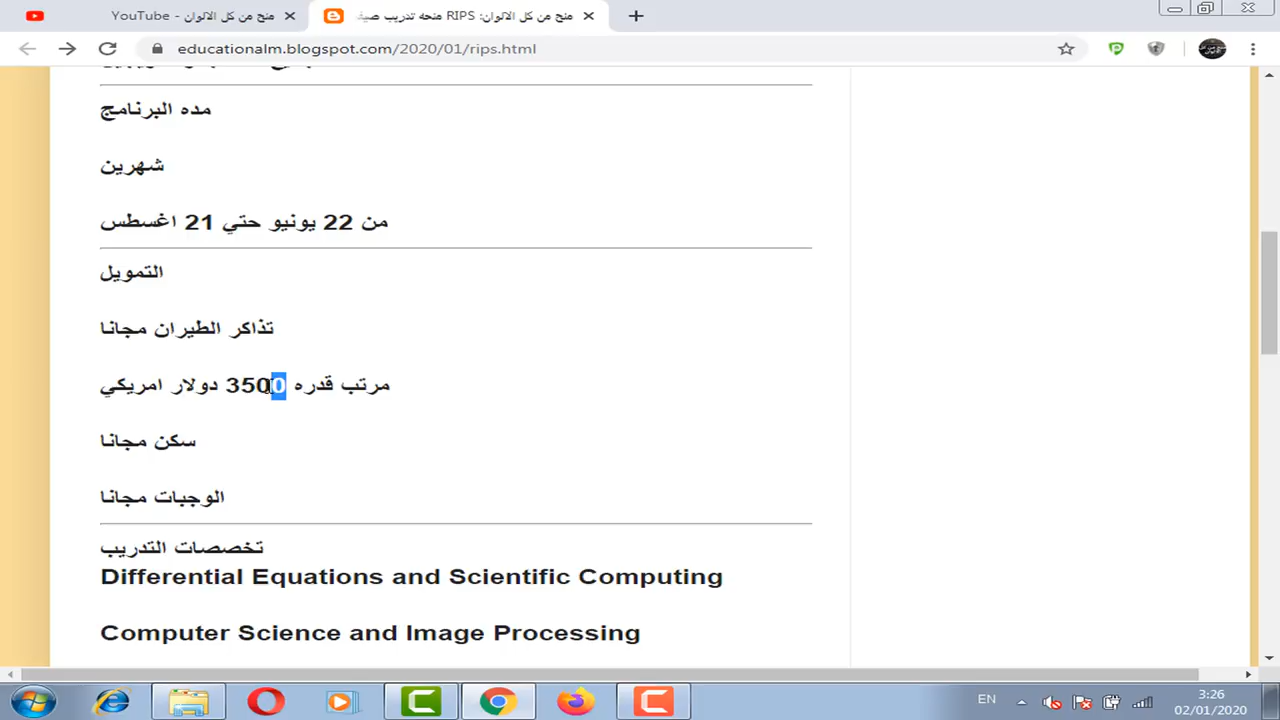 منح من كل الالوان - YouTube
منح من كل الالوان: RIPS منحه تدريب
educationalm.blogspot.com/2020/01/rips.html
مده البرنامج
شهرين
من 22 يونيو حتي 21 اغسطس
التمويل
تذاكر الطيران مجانا
مرتب قدره 3500 دولار امريكي
سكن مجانا
الوجبات مجانا
تخصصات التدريب
Differential Equations and Scientific Computing
Computer Science and Image Processing
EN
3:26
02/01/2020